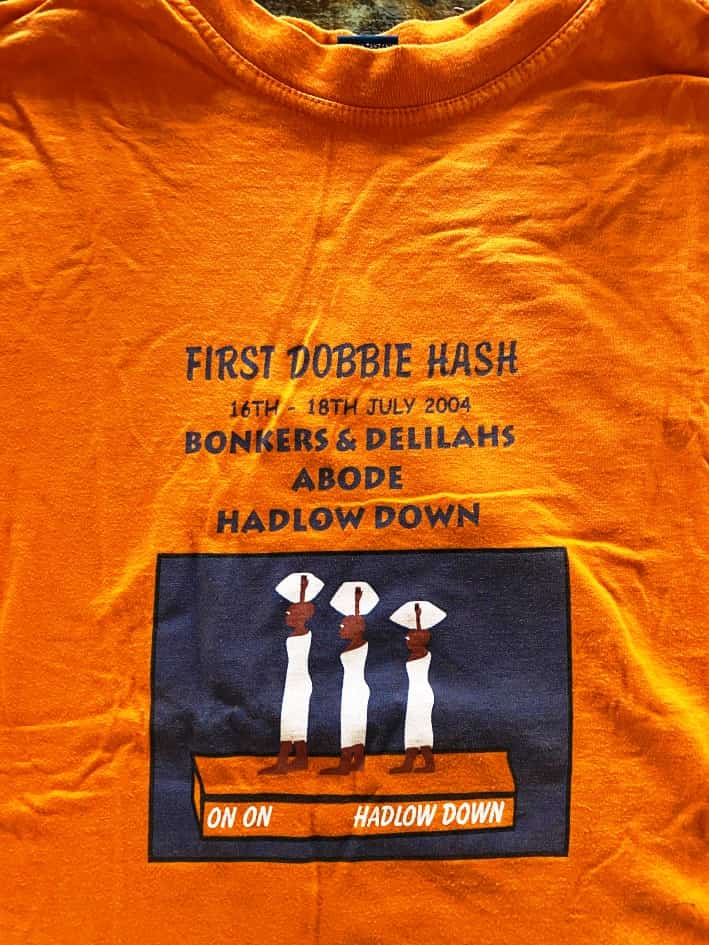 FIRST DOBBIE HASH
16TH - 18TH JULY 2004
BONKERS & DELILAHS
ABODE
HADLOW DOWN
ON ON HADLOW DOWN